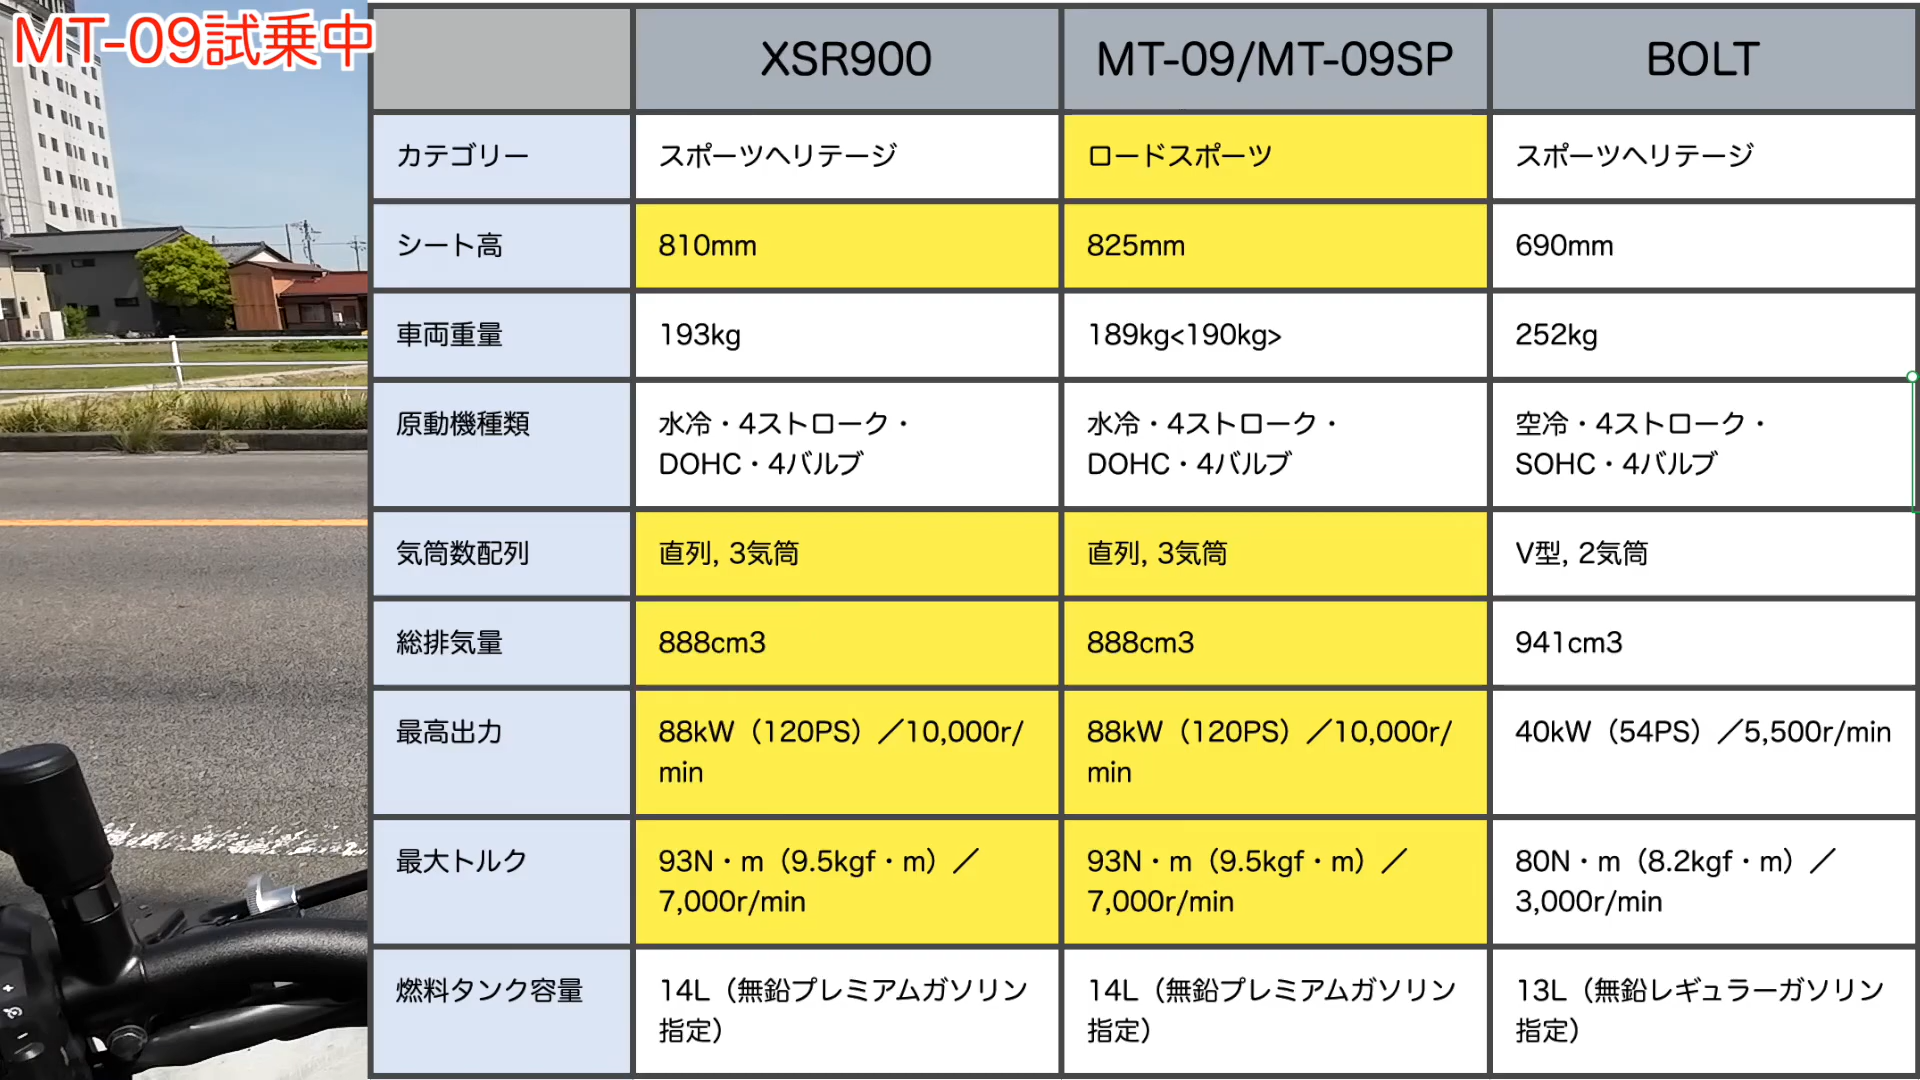 MT-09試乗中
XSR900 MT-09/MT-09SP BOLT
カテゴリー スポーツヘリテージ ロードスポーツ スポーツヘリテージ
シート高 810mm 825mm 690mm
車両重量 193kg 189kg<190kg> 252kg
原動機種類 水冷・4ストローク・ 水冷・4ストローク・ 空冷・4ストローク・
DOHC・4バルブ DOHC・4バルブ SOHC・4バルブ
気筒数配列 直列, 3気筒 直列, 3気筒 V型, 2気筒
総排気量 888cm3 888cm3 941cm3
最高出力 88kW（120PS）／10,000r/ 88kW（120PS）／10,000r/ 40kW（54PS）／5,500r/min
min min
最大トルク 93N・m（9.5kgf・m）／ 93N・m（9.5kgf・m）／ 80N・m（8.2kgf・m）／
7,000r/min 7,000r/min 3,000r/min
燃料タンク容量 14L（無鉛プレミアムガソリン 14L（無鉛プレミアムガソリン 13L（無鉛レギュラーガソリン
指定） 指定） 指定）